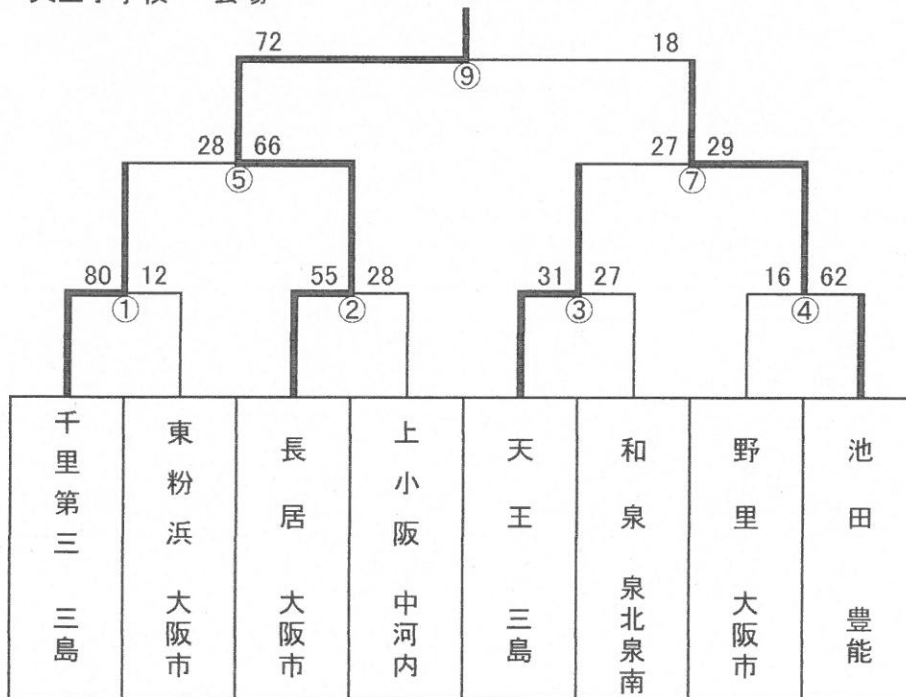 72 18
⑨
28 66 27 29
⑤ ⑦
80 12 55 28 31 27 16 62
① ② ③ ④
千里第三 三島
東粉浜 大阪市
長居 大阪市
上小阪 中河内
天王 三島
和泉 泉北泉南
野里 大阪市
池田 豊能